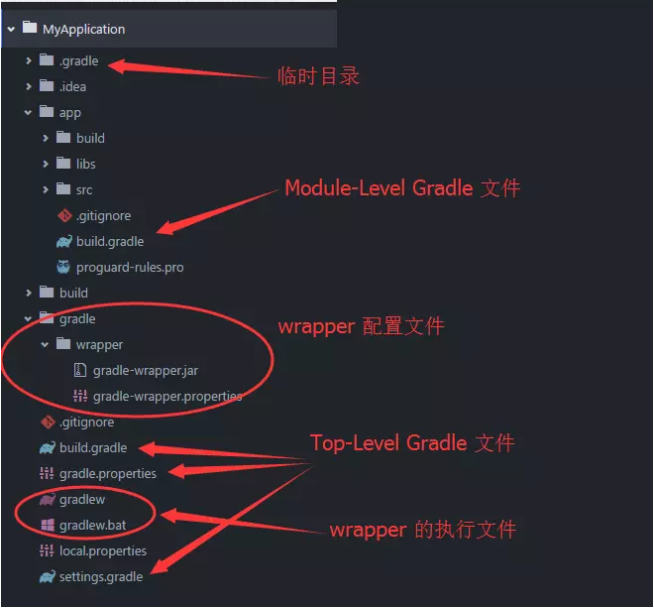 MyApplication
.gradle
临时目录
.idea
app
build
libs
src
Module-Level Gradle 文件
.gitignore
build.gradle
proguard-rules.pro
build
gradle
wrapper 配置文件
wrapper
gradle-wrapper.jar
gradle-wrapper.properties
.gitignore
Top-Level Gradle 文件
build.gradle
gradle.properties
gradlew
gradlew.bat
wrapper 的执行文件
local.properties
settings.gradle